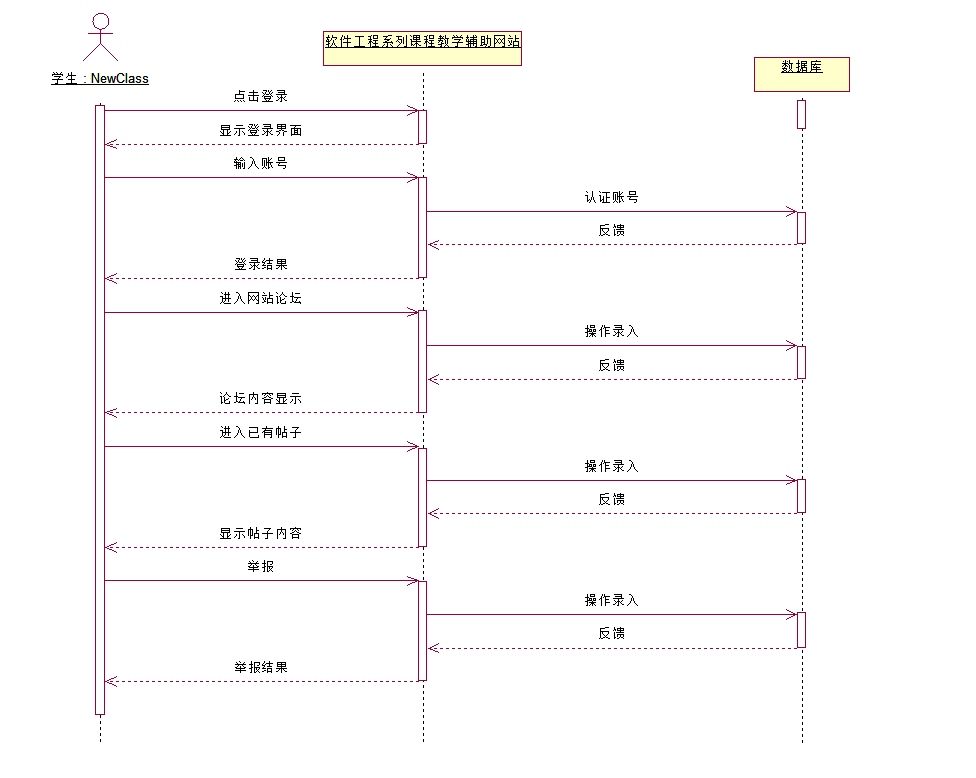 软件工程系列课程教学辅助网站
数据库
学生 : NewClass
点击登录
显示登录界面
输入账号
认证账号
反馈
登录结果
进入网站论坛
操作录入
反馈
论坛内容显示
进入已有帖子
操作录入
反馈
显示帖子内容
举报
操作录入
反馈
举报结果